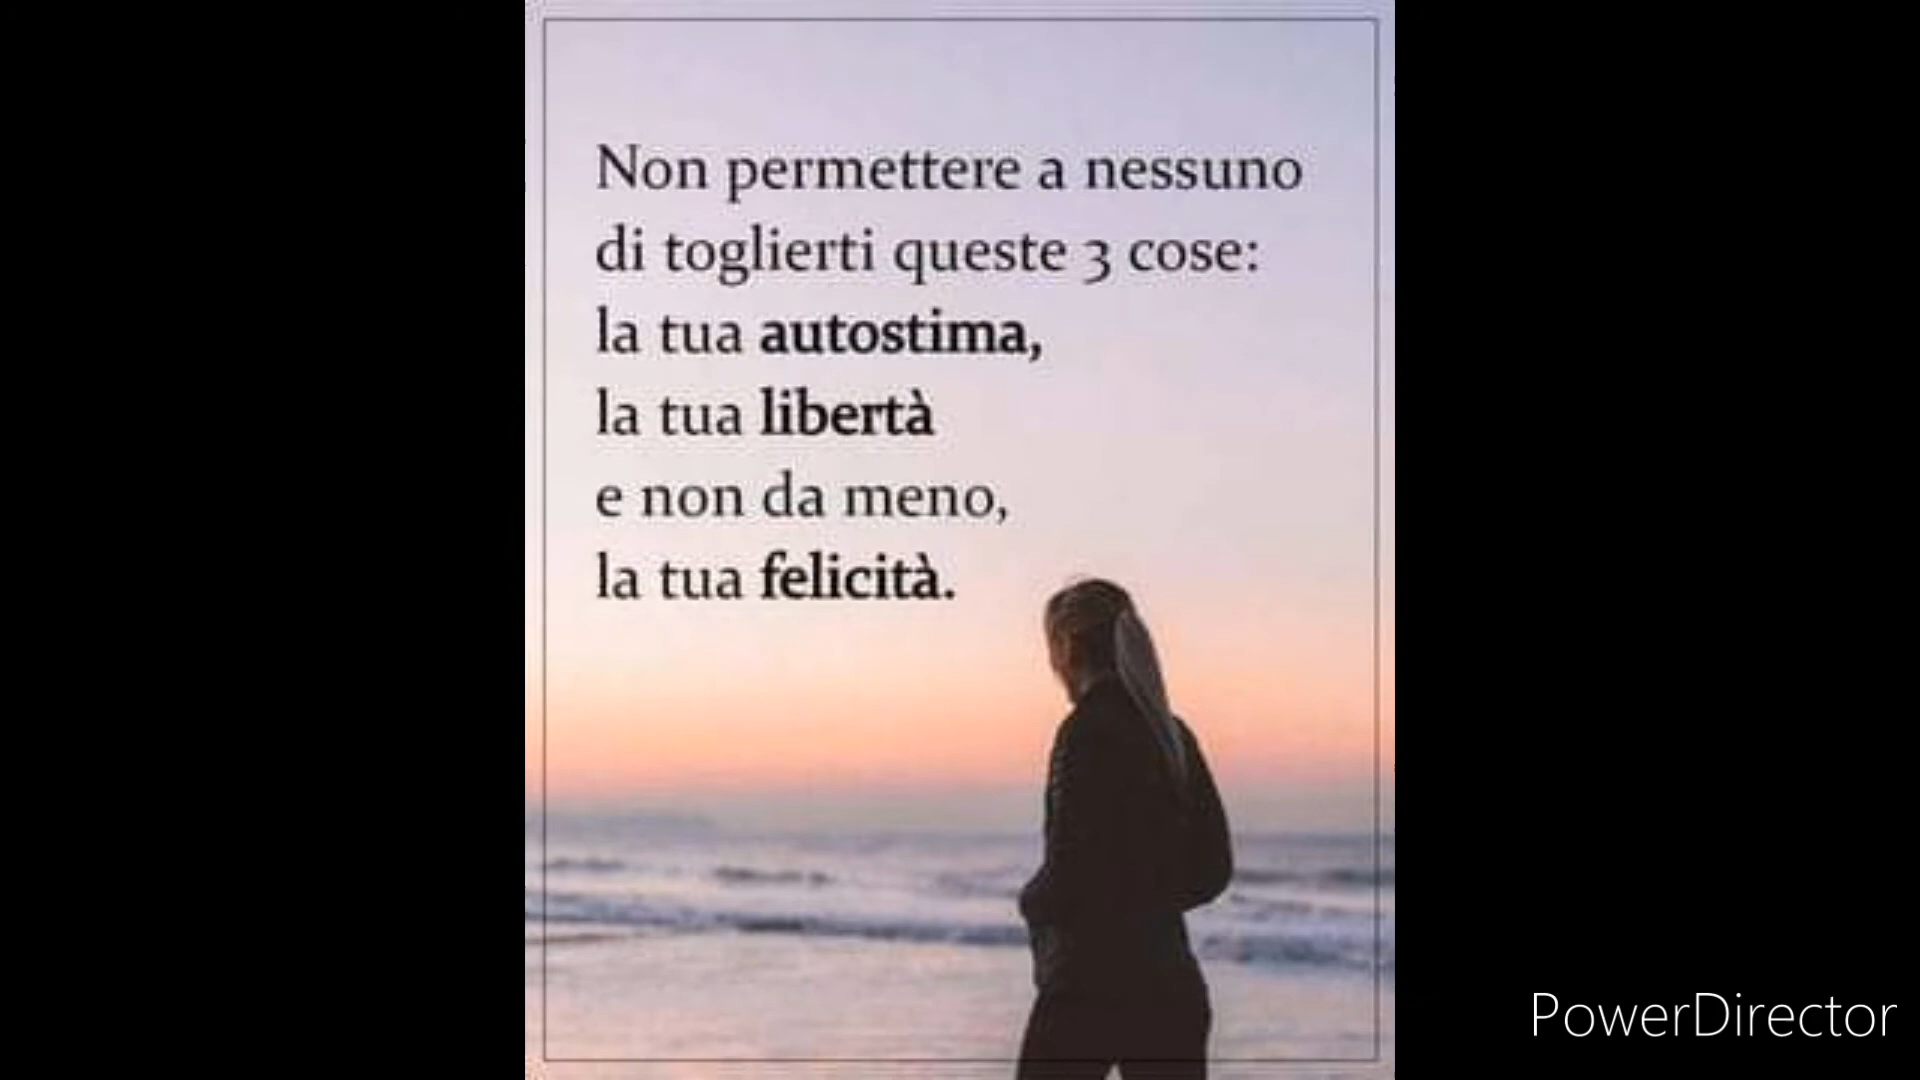 Non permettere a nessuno
di toglierti queste 3 cose:
la tua autostima,
la tua libertà
e non da meno,
la tua felicità.
PowerDirector